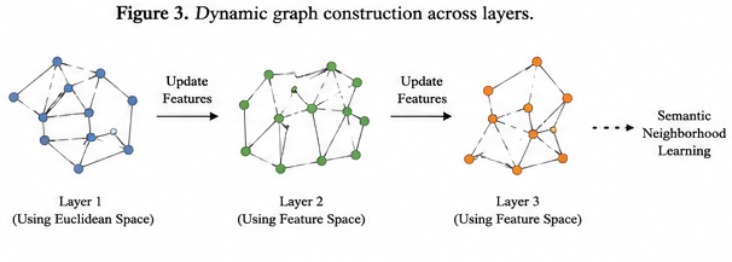 Figure 3. Dynamic graph construction across layers.
Update
Features
Update
Features
Semantic
Neighborhood
Learning
Layer 1
(Using Euclidean Space)
Layer 2
(Using Feature Space)
Layer 3
(Using Feature Space)